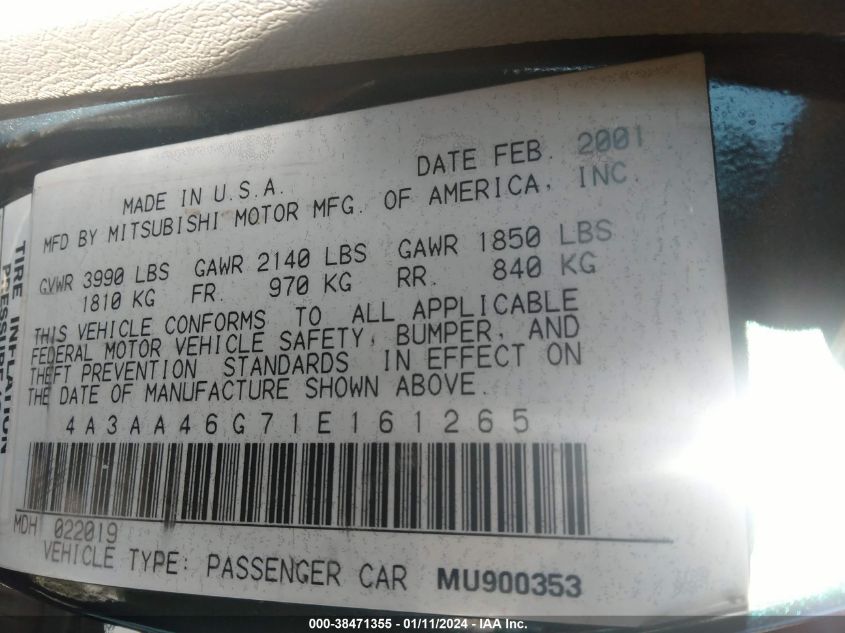 DATE FEB. 2001
MADE IN U.S.A.
MFD BY MITSUBISHI MOTOR MFG. OF AMERICA, INC.
GVWR 3990 LBS GAWR 2140 LBS GAWR 1850 LBS
1810 KG FR. 970 KG RR. 840 KG
THIS VEHICLE CONFORMS TO ALL APPLICABLE
FEDERAL MOTOR VEHICLE SAFETY, BUMPER, AND
THEFT PREVENTION STANDARDS IN EFFECT ON
THE DATE OF MANUFACTURE SHOWN ABOVE.
4A3AA46G71E161265
MDH 022019
VEHICLE TYPE: PASSENGER CAR MU900353
TIRE INFLATION
000-38471355 - 01/11/2024 - © IAA Inc.